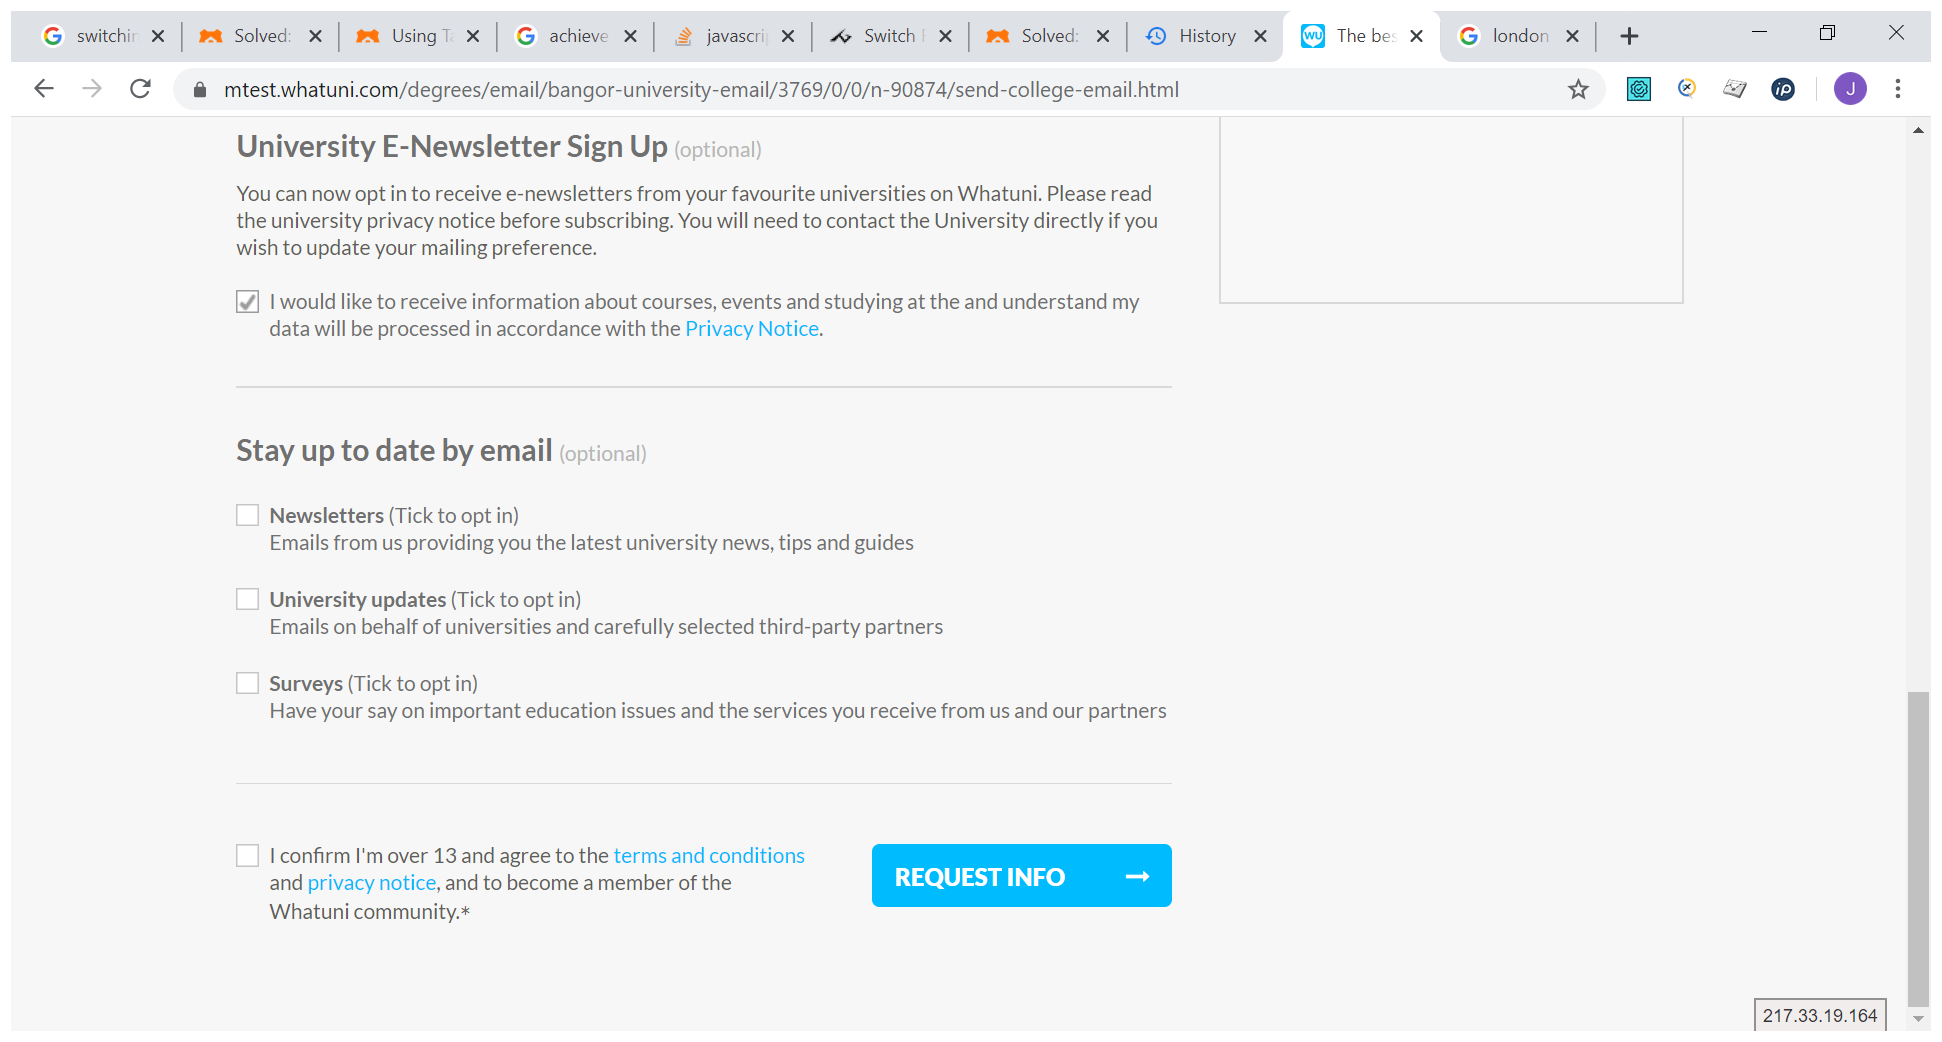 switchin
Solved:
Using Ta
achieve
javascrip
Switch
Solved:
History
The bes
london
mtest.whatuni.com/degrees/email/bangor-university-email/3769/0/0/n-90874/send-college-email.html
J
University E-Newsletter Sign Up (optional)
You can now opt in to receive e-newsletters from your favourite universities on Whatuni. Please read
the university privacy notice before subscribing. You will need to contact the University directly if you
wish to update your mailing preference.
I would like to receive information about courses, events and studying at the and understand my
data will be processed in accordance with the Privacy Notice.
Stay up to date by email (optional)
Newsletters (Tick to opt in)
Emails from us providing you the latest university news, tips and guides
University updates (Tick to opt in)
Emails on behalf of universities and carefully selected third-party partners
Surveys (Tick to opt in)
Have your say on important education issues and the services you receive from us and our partners
I confirm I'm over 13 and agree to the terms and conditions
and privacy notice, and to become a member of the
Whatuni community.*
REQUEST INFO
217.33.19.164